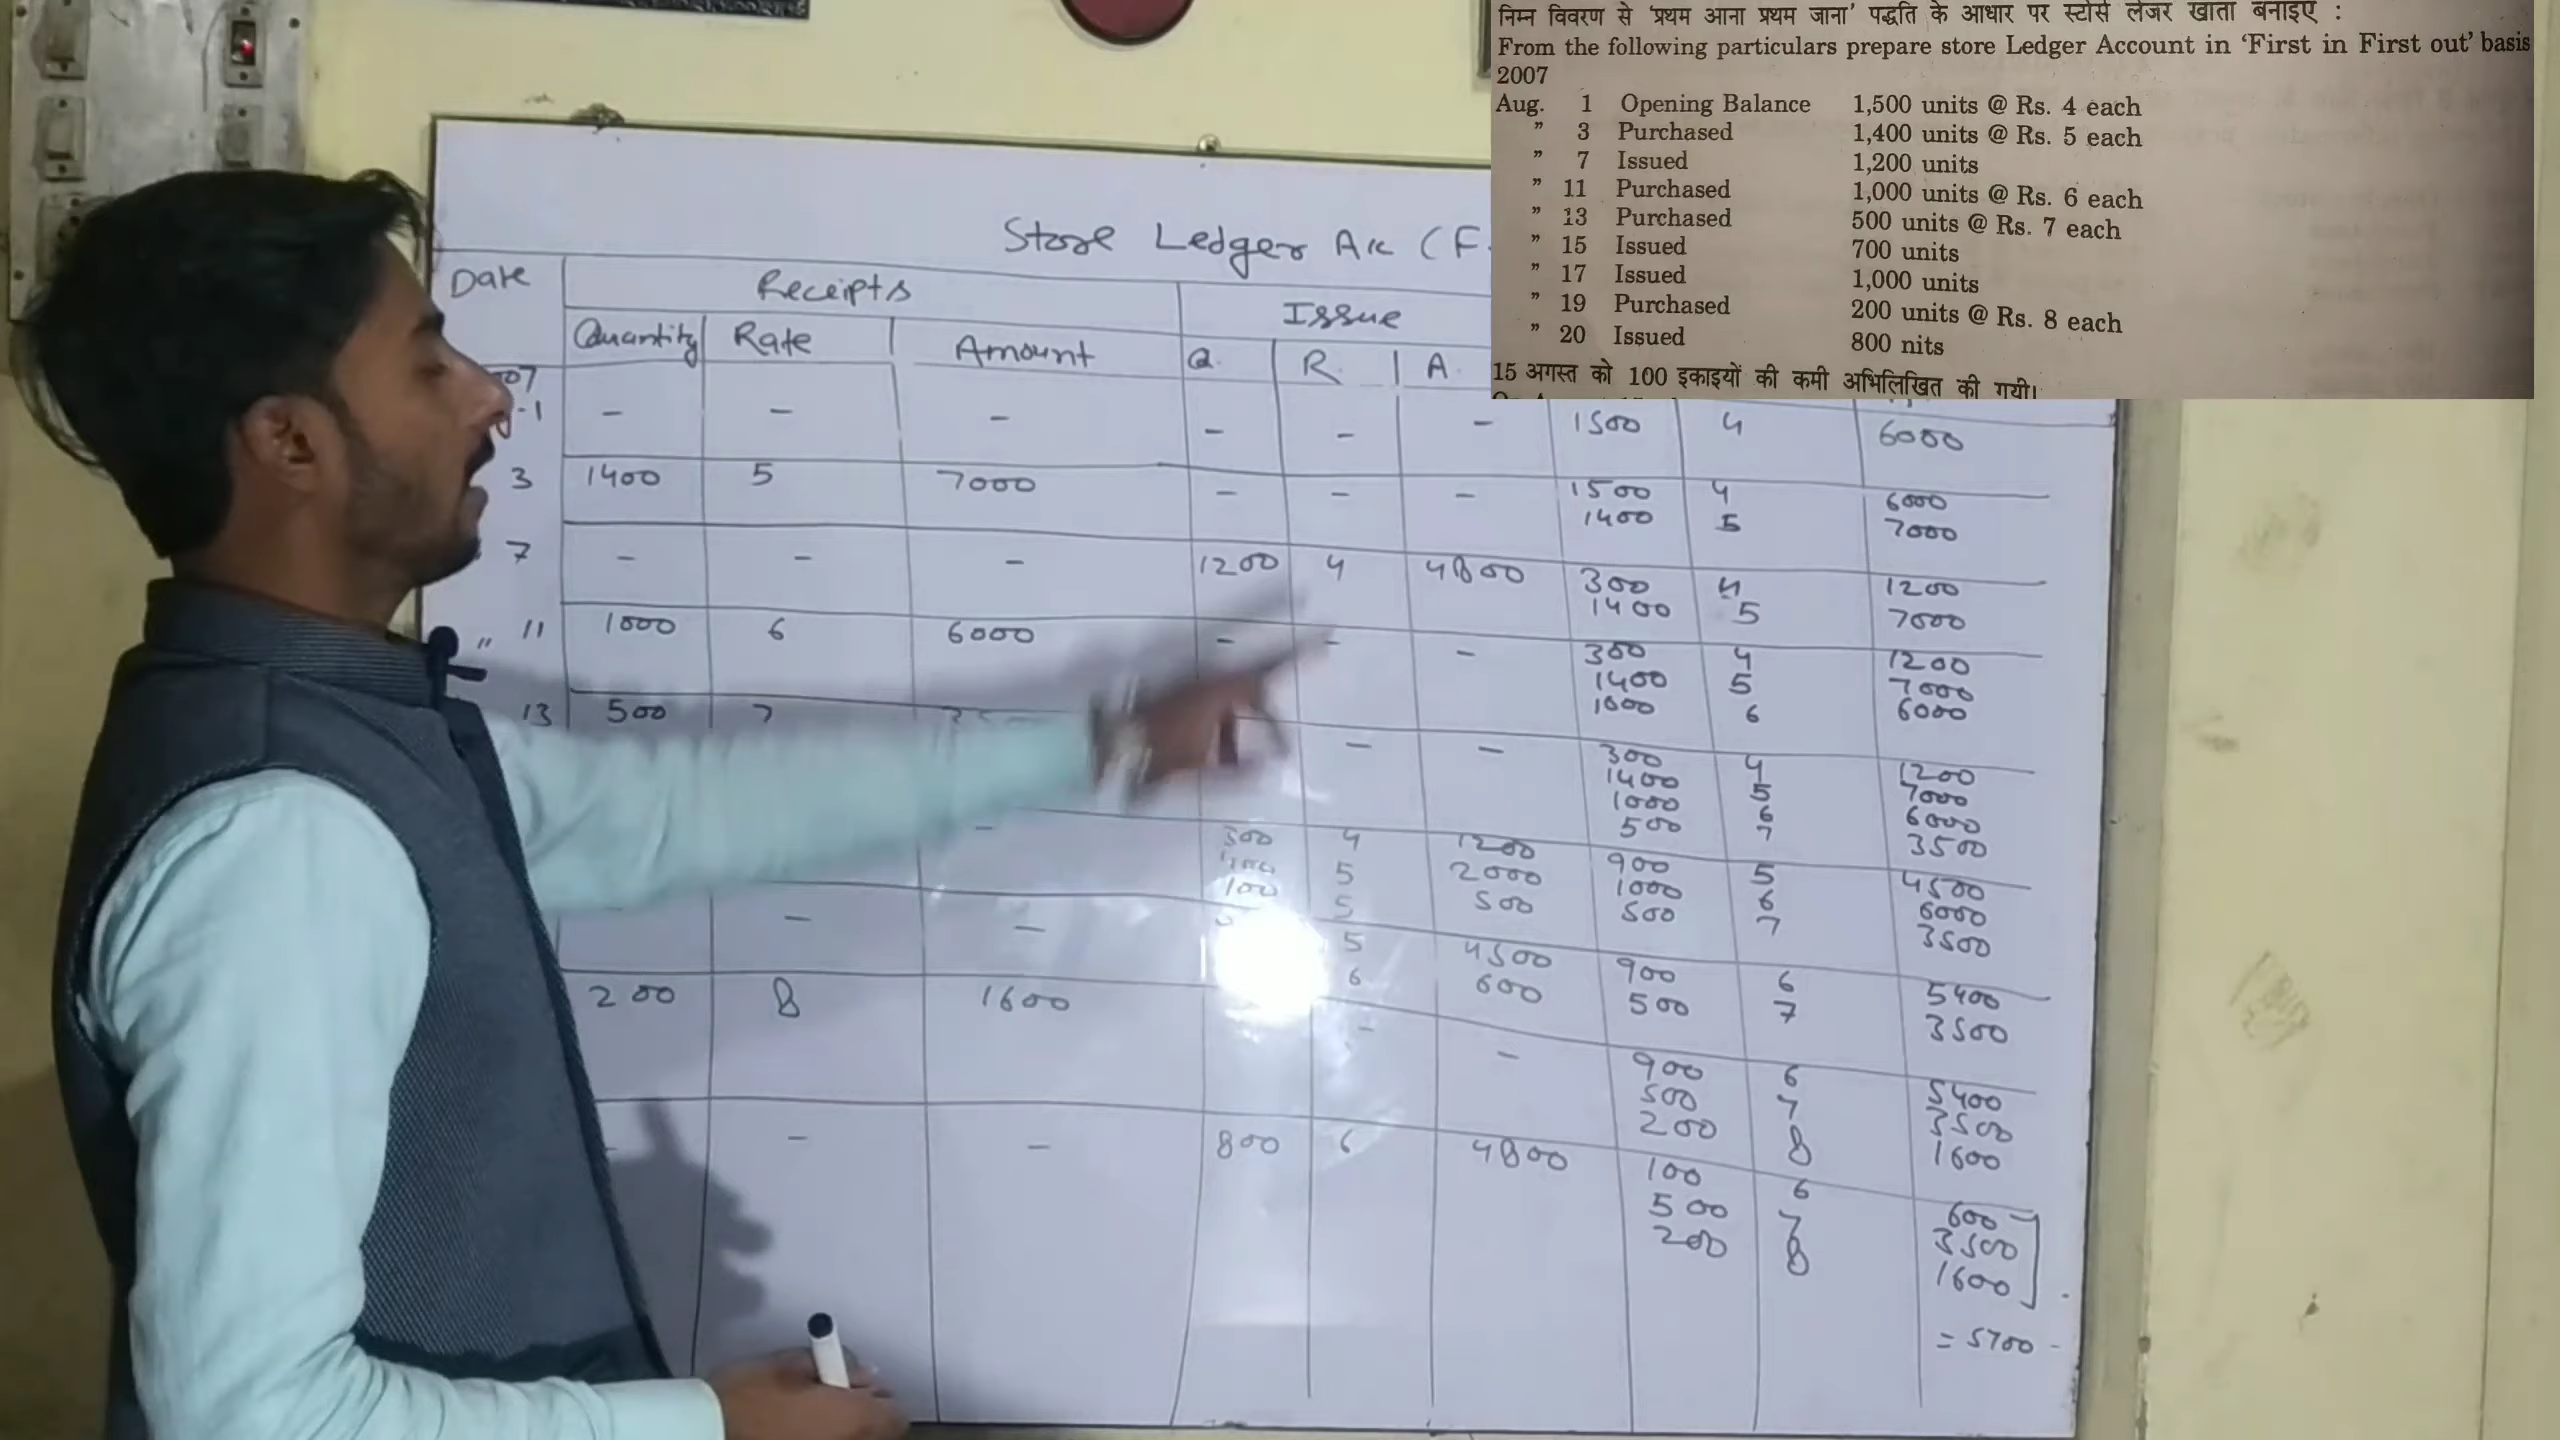 निम्न विवरण से 'प्रथम आना प्रथम जाना' पद्धति के आधार पर स्टोर्स लेजर खाता बनाइए :
From the following particulars prepare store Ledger Account in 'First in First out' basis
2007
Aug. 1 Opening Balance 1,500 units @ Rs. 4 each
" 3 Purchased 1,400 units @ Rs. 5 each
" 7 Issued 1,200 units
" 11 Purchased 1,000 units @ Rs. 6 each
" 13 Purchased 500 units @ Rs. 7 each
" 15 Issued 700 units
" 17 Issued 1,000 units
" 19 Purchased 200 units @ Rs. 8 each
" 20 Issued 800 nits
15 अगस्त को 100 इकाइयों की कमी अभिलिखित की गयी।
Store Ledger A/c (F.
Date Receipts Issue
Quantity Rate Amount Q. R. A.
- - - - - - 1500 4 6000
3 1400 5 7000 - - - 1500 4 6000
1400 5 7000
7 - - - 1200 4 4800 300 4 1200
1400 5 7000
" 11 1000 6 6000 - - - 300 4 1200
1400 5 7000
1000 6 6000
13 500 7 - - 300 4 1200
1400 5 7000
1000 6 6000
500 7 3500
- 300 4 1200 900 5 4500
400 5 2000 1000 6 6000
100 5 500 500 7 3500
- - 5 4500 900 6 5400
6 600 500 7 3500
200 8 1600 - - 900 6 5400
500 7 3500
200 8 1600
- - - 800 6 4800 100 6 600
500 7 3500
200 8 1600
= 5700